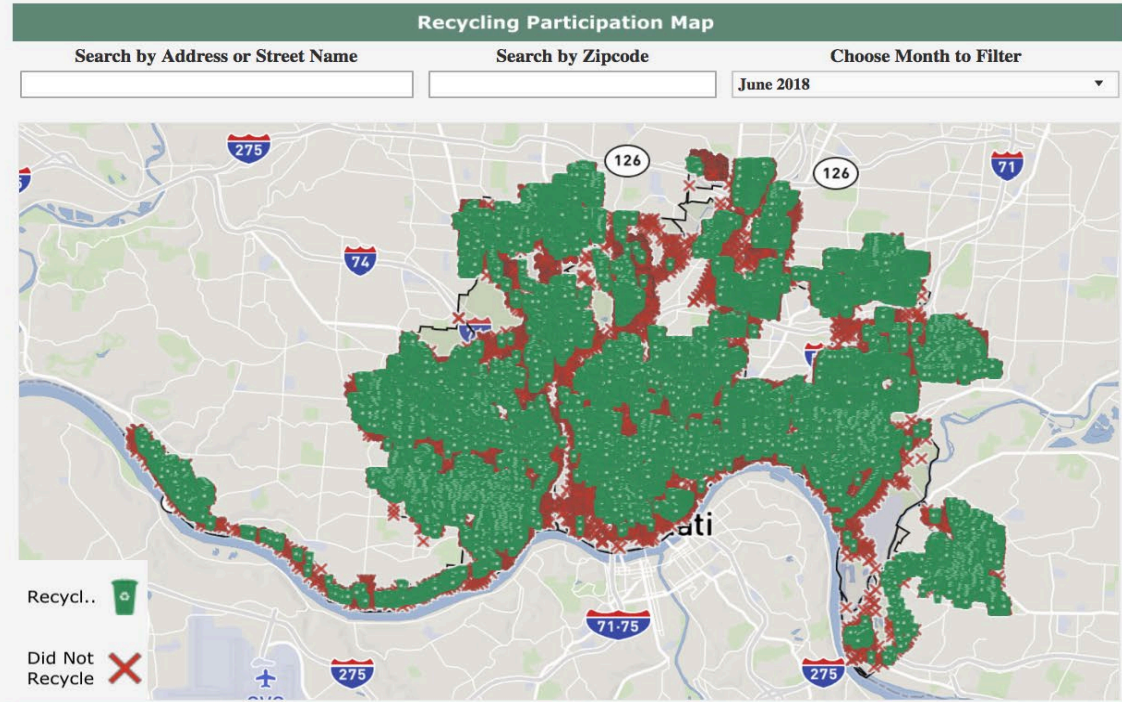 Recycling Participation Map
Search by Address or Street Name
Search by Zipcode
Choose Month to Filter
June 2018
275
126
126
71
74
ati
71-75
275
275
Recycl..
Did Not
Recycle